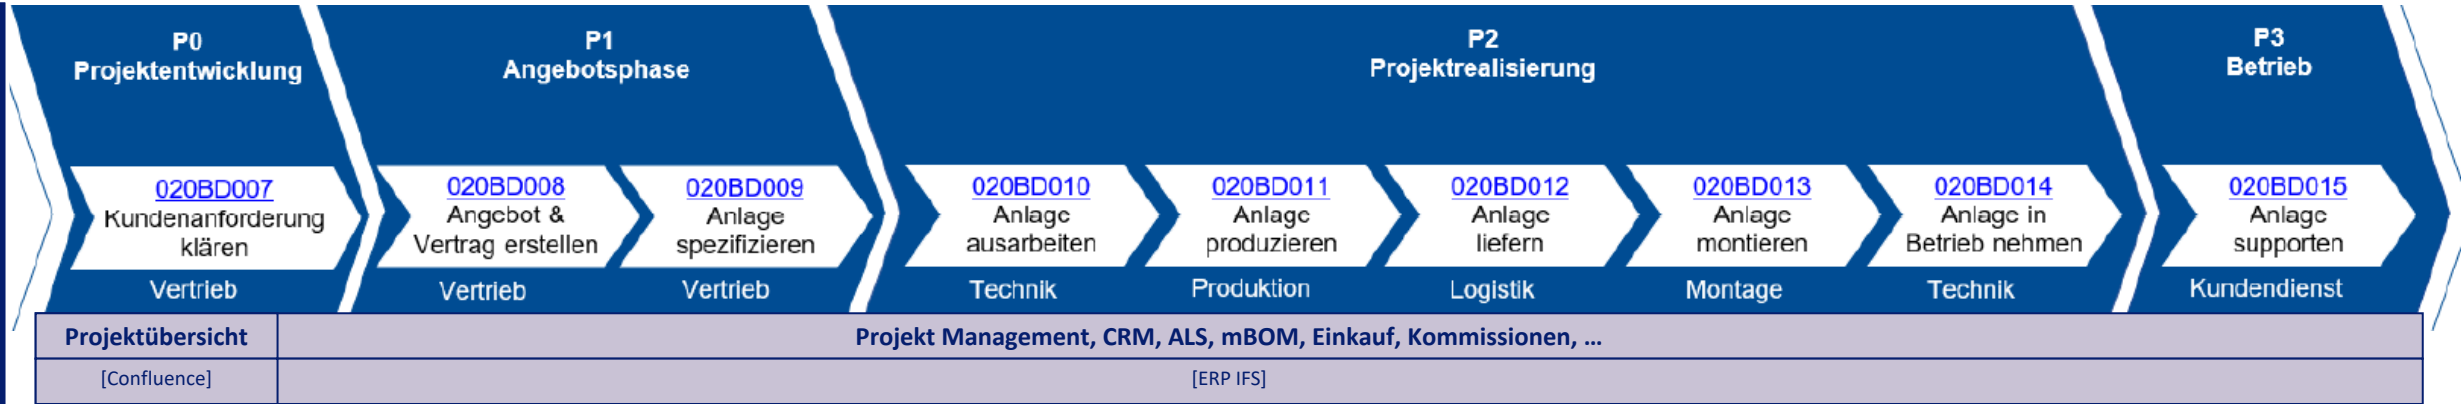 P0
Projektentwicklung
P1
Angebotsphase
P2
Projektrealisierung
P3
Betrieb
020BD007
Kundenanforderung
klären
Vertrieb
020BD008
Angebot &
Vertrag erstellen
Vertrieb
020BD009
Anlage
spezifizieren
Vertrieb
020BD010
Anlage
ausarbeiten
Technik
020BD011
Anlage
produzieren
Produktion
020BD012
Anlage
liefern
Logistik
020BD013
Anlage
montieren
Montage
020BD014
Anlage in
Betrieb nehmen
Technik
020BD015
Anlage
supporten
Kundendienst
Projektübersicht
Projekt Management, CRM, ALS, mBOM, Einkauf, Kommissionen, …
[Confluence]
[ERP IFS]